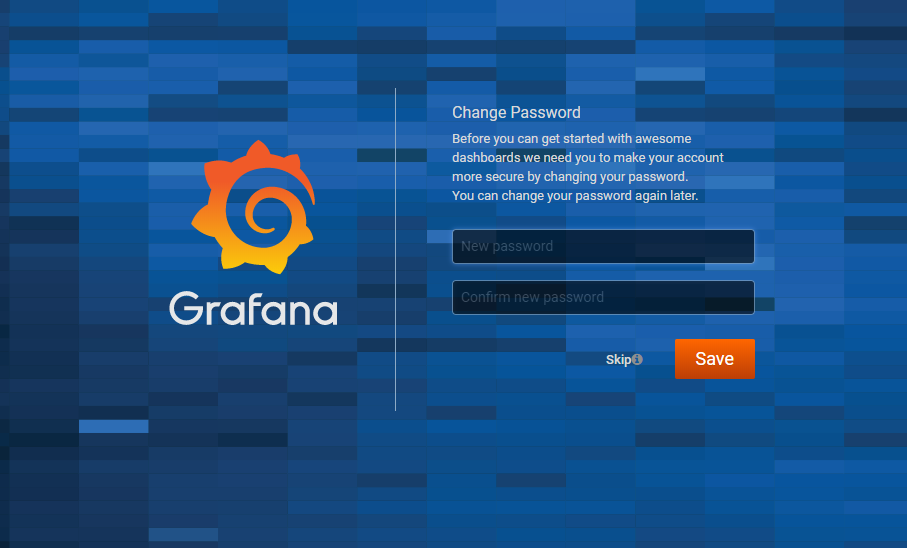 Grafana
Change Password
Before you can get started with awesome
dashboards we need you to make your account
more secure by changing your password.
You can change your password again later.
New password
Confirm new password
Skip
Save